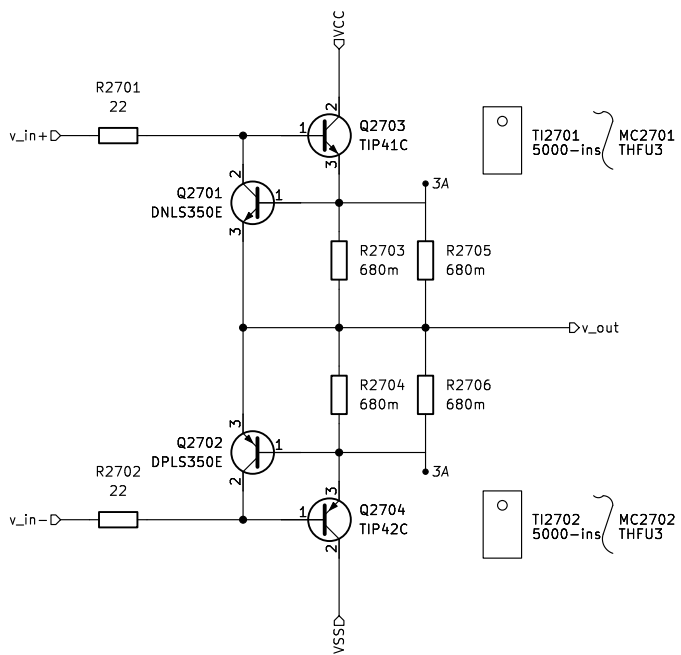 VCC
R2701
22
v_in+
2
1
Q2703
TIP41C
3
TI2701
5000-ins
MC2701
THFU3
2
Q2701
DNLS350E
1
3
3A
R2703
680m
R2705
680m
v_out
R2704
680m
R2706
680m
3
Q2702
DPLS350E
1
2
3A
R2702
22
v_in-
3
1
Q2704
TIP42C
2
TI2702
5000-ins
MC2702
THFU3
VSS